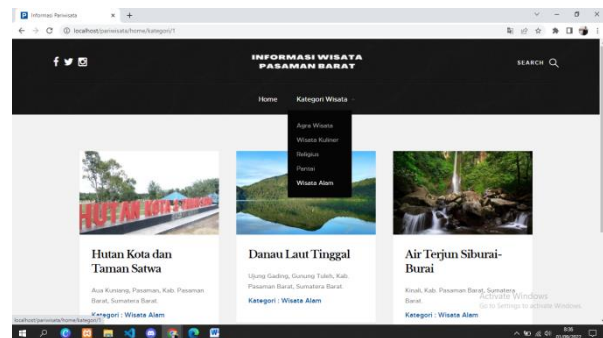 Informasi Pariwisata
localhost/pariwisata/home/kategori/1
INFORMASI WISATA
PASAMAN BARAT
SEARCH
Home
Kategori Wisata
Agro Wisata
Wisata Kuliner
Religius
Pantai
Wisata Alam
HUTAN KOTA
Hutan Kota dan
Taman Satwa
Aua Kuniang, Pasaman, Kab. Pasaman
Barat, Sumatera Barat.
Kategori : Wisata Alam
Danau Laut Tinggal
Ujung Gading, Gunung Tuleh, Kab.
Pasaman Barat, Sumatera Barat.
Kategori : Wisata Alam
Air Terjun Siburai-
Burai
Kinali, Kab. Pasaman Barat, Sumatera
Barat.
Kategori : Wisata Alam
Activate Windows
Go to Settings to activate Windows.
localhost/pariwisata/home/kategori/1